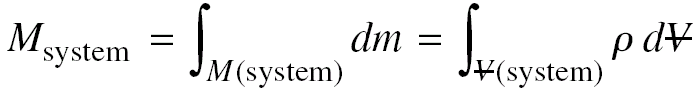 M_system = ∫_M(system) dm = ∫_V̶(system) ρ dV̶